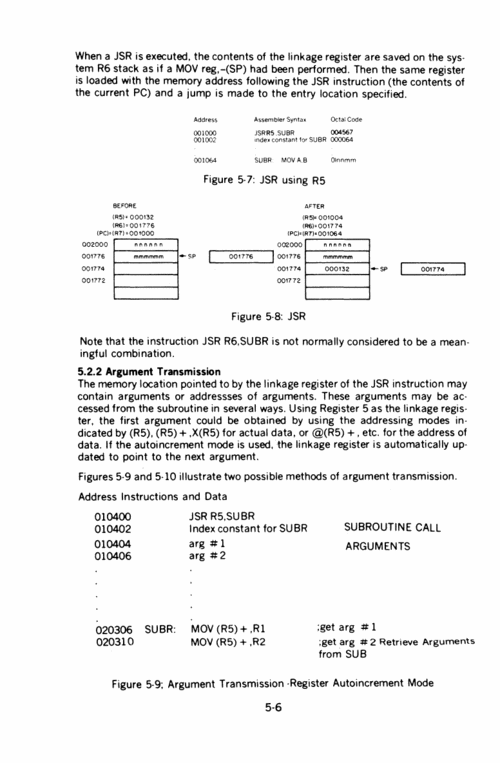 When a JSR is executed, the contents of the linkage register are saved on the sys-
tem R6 stack as if a MOV reg,-(SP) had been performed. Then the same register
is loaded with the memory address following the JSR instruction (the contents of
the current PC) and a jump is made to the entry location specified.
Address Assembler Syntax Octal Code
001000 JSRR5,SUBR 004567
001002 index constant for SUBR 000064
001064 SUBR: MOV A,B 0lnnmm
Figure 5-7: JSR using R5
BEFORE AFTER
(R5)=000132 (R5)=001004
(R6)=001776 (R6)=001774
(PC)=(R7)=001000 (PC)=(R7)=001064
002000 nnnnnn 002000 nnnnnn
001776 mmmmmm ←SP 001776 001776 mmmmmm
001774 001774 000132 ←SP 001774
001772 001772
Figure 5-8: JSR
Note that the instruction JSR R6,SUBR is not normally considered to be a mean-
ingful combination.
5.2.2 Argument Transmission
The memory location pointed to by the linkage register of the JSR instruction may
contain arguments or addressses of arguments. These arguments may be ac-
cessed from the subroutine in several ways. Using Register 5 as the linkage regis-
ter, the first argument could be obtained by using the addressing modes in-
dicated by (R5), (R5) + ,X(R5) for actual data, or @(R5) + , etc. for the address of
data. If the autoincrement mode is used, the linkage register is automatically up-
dated to point to the next argument.
Figures 5-9 and 5-10 illustrate two possible methods of argument transmission.
Address Instructions and Data
010400 JSR R5,SUBR
010402 Index constant for SUBR SUBROUTINE CALL
010404 arg #1 ARGUMENTS
010406 arg #2
. .
. .
. .
. .
. .
020306 SUBR: MOV (R5) + ,R1 ;get arg #1
020310 MOV (R5) + ,R2 ;get arg #2 Retrieve Arguments
from SUB
Figure 5-9; Argument Transmission -Register Autoincrement Mode
5-6